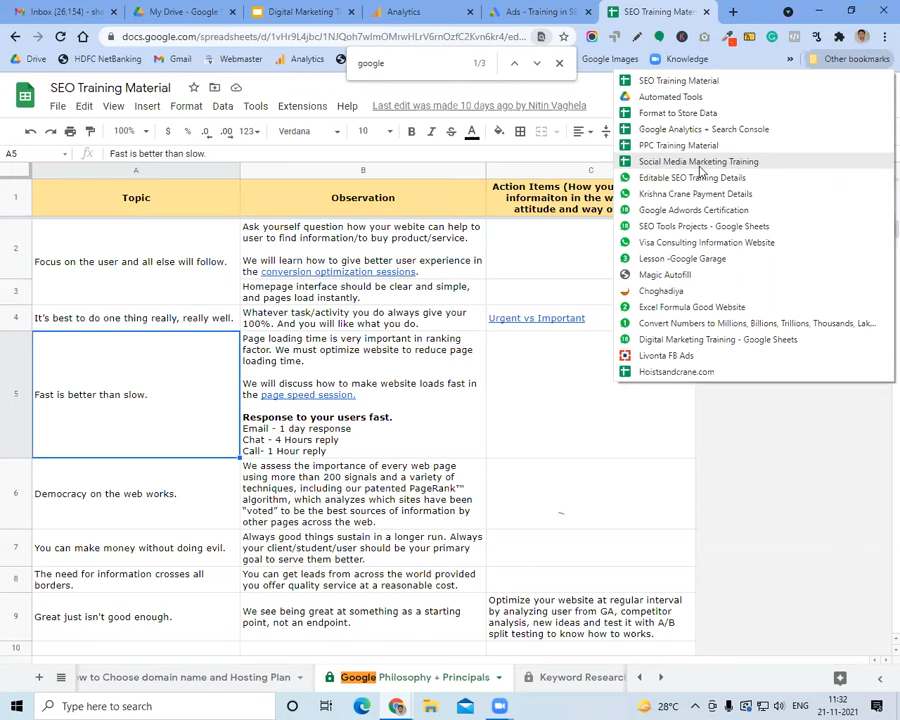 Inbox (26,154) - sh
My Drive - Google
Digital Marketing T
Analytics
Ads - Training in SE
SEO Training Mater
docs.google.com/spreadsheets/d/1vHr9L4jbcJ1NJQoh7wImOMrwHLrV6rnOzfC2Kvn6kIo/ed...
google 1/3
Drive
HDFC NetBanking
Gmail
Webmaster
Analytics
Google Images
Knowledge
Other bookmarks
SEO Training Material
File Edit View Insert Format Data Tools Extensions Help Last edit was made 10 days ago by Nitin Vaghela
100% $ % .0 .00 123 Verdana 10 B I S A
A5 fx Fast is better than slow.
A B C
1 Topic
Observation
Action Items (How you
informaiton in the w
attitude and way o
2 Focus on the user and all else will follow.
Ask yourself question how your webite can help to
user to find information/to buy product/service.
We will learn how to give better user experience in
the conversion optimization sessions.
3 Homepage interface should be clear and simple,
and pages load instantly.
4 It's best to do one thing really, really well.
Whatever task/activity you do always give your
100%. And you will like what you do.
Urgent vs Important
5 Fast is better than slow.
Page loading time is very important in ranking
factor. We must optimize website to reduce page
loading time.
We will discuss how to make website loads fast in
the page speed session.
Response to your users fast.
Email - 1 day response
Chat - 4 Hours reply
Call- 1 Hour reply
6 Democracy on the web works.
We assess the importance of every web page
using more than 200 signals and a variety of
techniques, including our patented PageRank™
algorithm, which analyzes which sites have been
"voted" to be the best sources of information by
other pages across the web.
7 You can make money without doing evil.
Always good things sustain in a longer run. Always
your client/student/user should be your primary
goal to serve them better.
8 The need for information crosses all
borders.
You can get leads from across the world provided
you offer quality service at a reasonable cost.
9 Great just isn't good enough.
We see being great at something as a starting
point, not an endpoint.
Optimize your website at regular interval
by analyzing user from GA, competitor
analysis, new ideas and test it with A/B
split testing to know how to works.
10
SEO Training Material
Automated Tools
Format to Store Data
Google Analytics + Search Console
PPC Training Material
Social Media Marketing Training
Editable SEO Training Details
Krishna Crane Payment Details
Google Adwords Certification
SEO Tools Projects - Google Sheets
Visa Consulting Information Website
Lesson -Google Garage
Magic Autofill
Choghadiya
Excel Formula Good Website
Convert Numbers to Millions, Billions, Trillions, Thousands, Lak...
Digital Marketing Training - Google Sheets
Livonta FB Ads
Hoistsandcrane.com
w to Choose domain name and Hosting Plan
Google Philosophy + Principals
Keyword Researc
Type here to search
28°C
ENG
11:32
21-11-2021